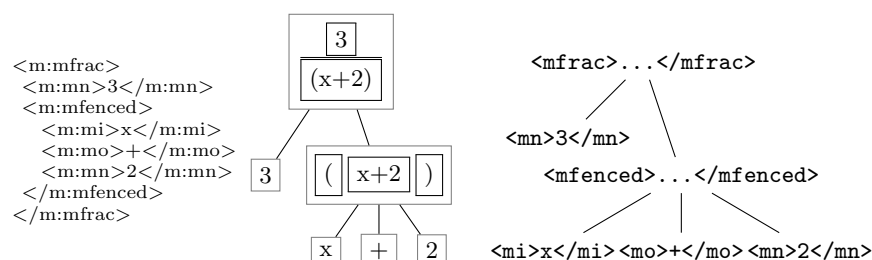 <m:mfrac>
<m:mn>3</m:mn>
<m:mfenced>
<m:mi>x</m:mi>
<m:mo>+</m:mo>
<m:mn>2</m:mn>
</m:mfenced>
</m:mfrac>
3
(x+2)
3
( x+2 )
x + 2
<mfrac>...</mfrac>
<mn>3</mn>
<mfenced>...</mfenced>
<mi>x</mi> <mo>+</mo> <mn>2</mn>